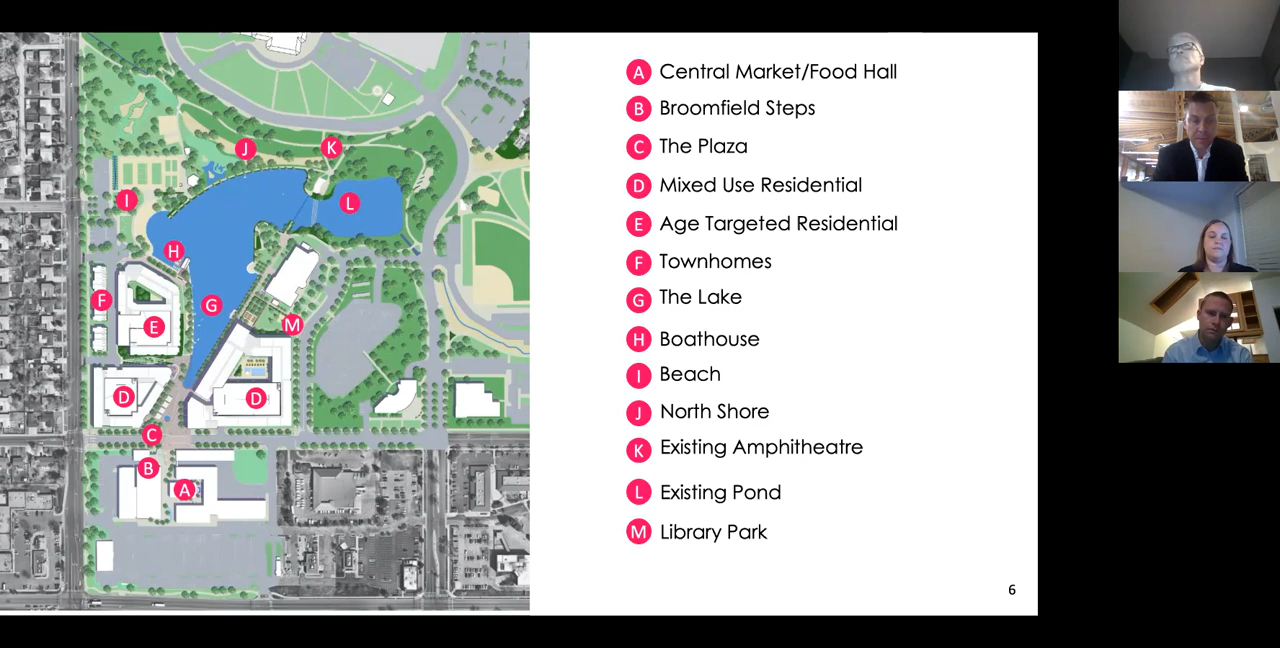 J
K
I
L
H
F
G
E
M
D
D
C
B
A
A Central Market/Food Hall
B Broomfield Steps
C The Plaza
D Mixed Use Residential
E Age Targeted Residential
F Townhomes
G The Lake
H Boathouse
I Beach
J North Shore
K Existing Amphitheatre
L Existing Pond
M Library Park
6